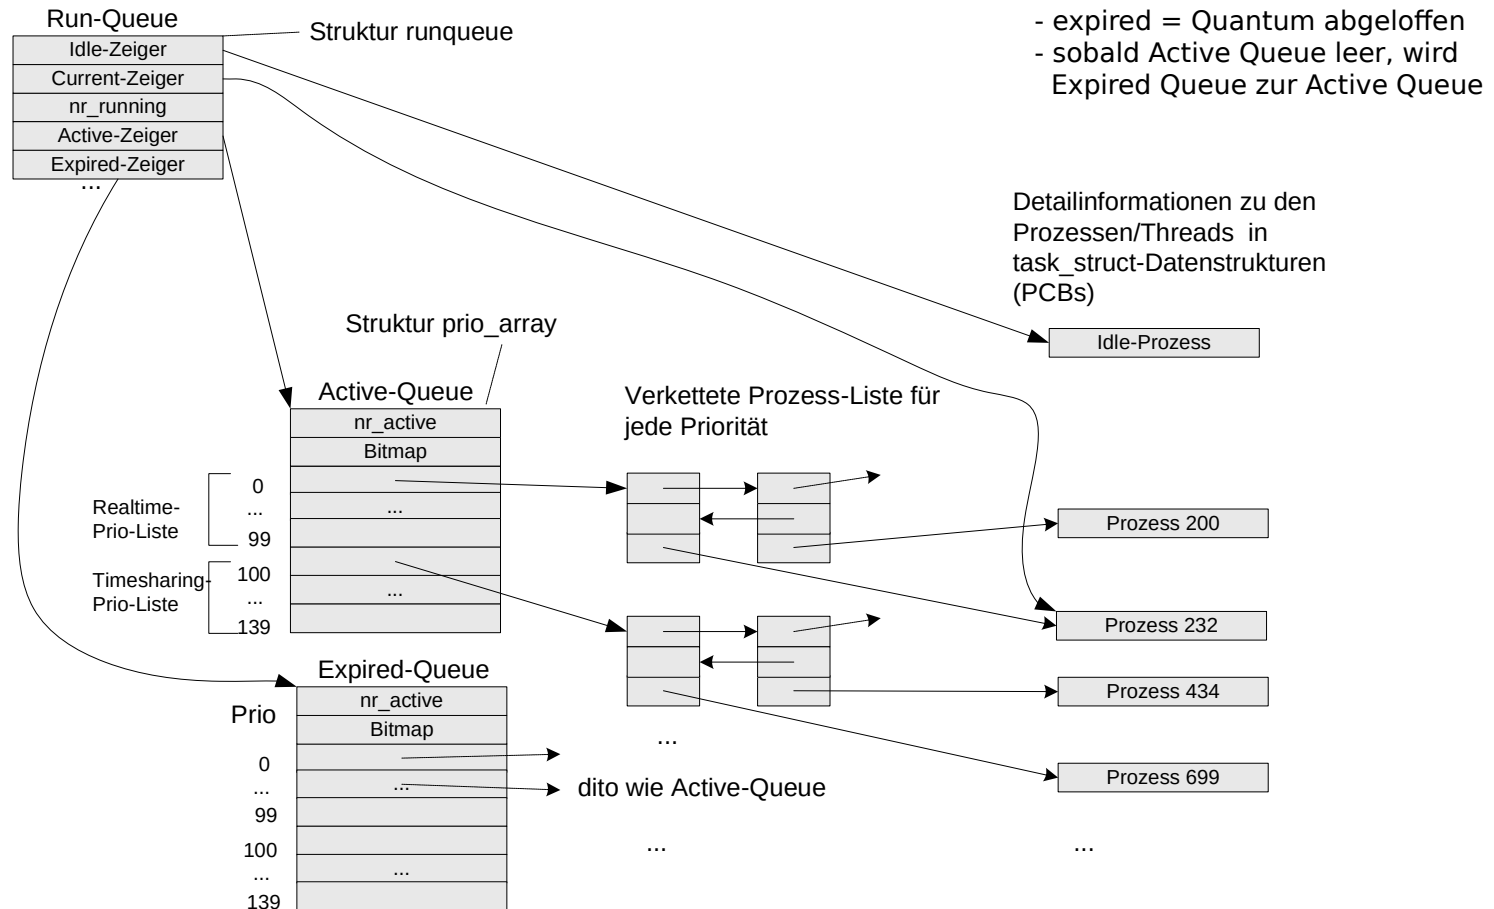 Run-Queue
Idle-Zeiger
Current-Zeiger
nr_running
Active-Zeiger
Expired-Zeiger
...
Struktur runqueue
- expired = Quantum abgeloffen
- sobald Active Queue leer, wird
Expired Queue zur Active Queue
Detailinformationen zu den
Prozessen/Threads in
task_struct-Datenstrukturen
(PCBs)
Idle-Prozess
Struktur prio_array
Active-Queue
nr_active
Bitmap
...
...
Realtime-
Prio-Liste
0
...
99
Timesharing-
Prio-Liste
100
...
139
Verkettete Prozess-Liste für
jede Priorität
Prozess 200
Prozess 232
Prozess 434
Prozess 699
...
...
Expired-Queue
nr_active
Bitmap
...
...
Prio
0
...
99
100
...
139
dito wie Active-Queue
...